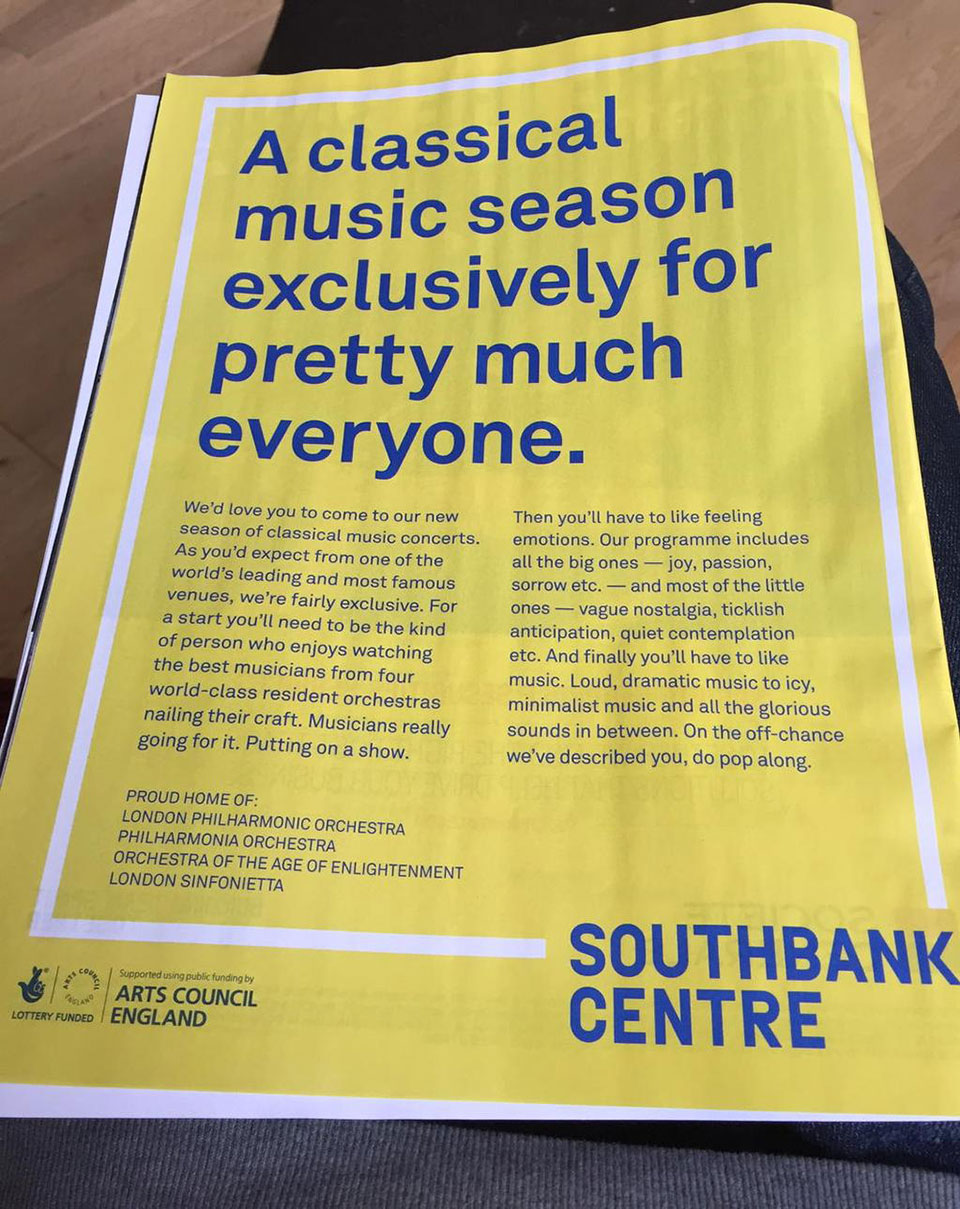 A classical
music season
exclusively for
pretty much
everyone.
We'd love you to come to our new
season of classical music concerts.
As you'd expect from one of the
world's leading and most famous
venues, we're fairly exclusive. For
a start you'll need to be the kind
of person who enjoys watching
the best musicians from four
world-class resident orchestras
nailing their craft. Musicians really
going for it. Putting on a show.
Then you'll have to like feeling
emotions. Our programme includes
all the big ones — joy, passion,
sorrow etc. — and most of the little
ones — vague nostalgia, ticklish
anticipation, quiet contemplation
etc. And finally you'll have to like
music. Loud, dramatic music to icy,
minimalist music and all the glorious
sounds in between. On the off-chance
we've described you, do pop along.
PROUD HOME OF:
LONDON PHILHARMONIC ORCHESTRA
PHILHARMONIA ORCHESTRA
ORCHESTRA OF THE AGE OF ENLIGHTENMENT
LONDON SINFONIETTA
LOTTERY FUNDED
ARTS COUNCIL
ENGLAND
Supported using public funding by
ARTS COUNCIL
ENGLAND
SOUTHBANK
CENTRE